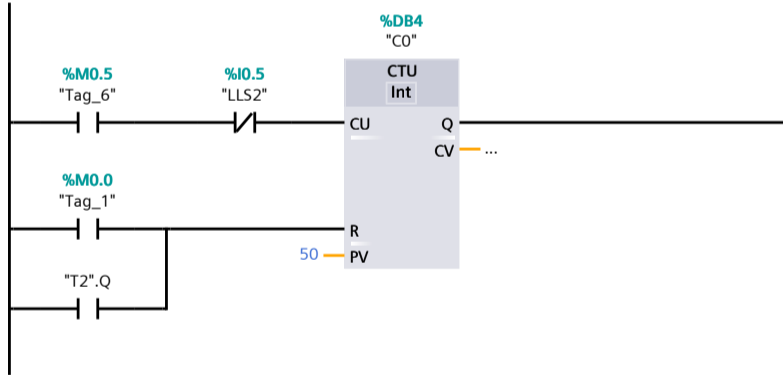 %DB4
"C0"
%M0.5
"Tag_6"
%I0.5
"LLS2"
CTU
Int
CU
Q
CV
...
%M0.0
"Tag_1"
R
50
PV
"T2".Q